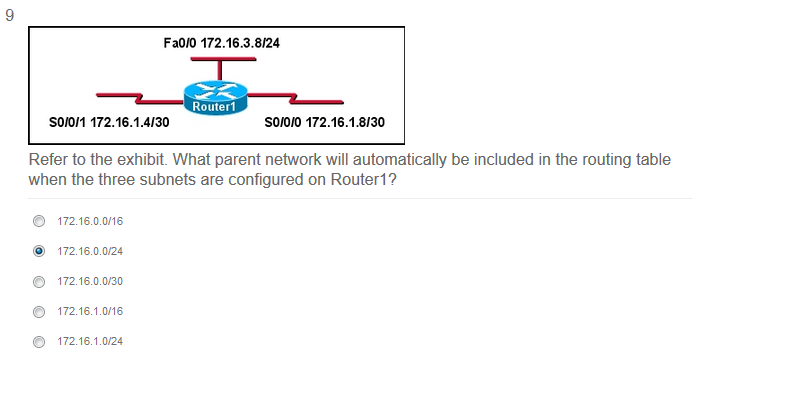 9
Fa0/0 172.16.3.8/24
Router1
S0/0/1 172.16.1.4/30
S0/0/0 172.16.1.8/30
Refer to the exhibit. What parent network will automatically be included in the routing table
when the three subnets are configured on Router1?
172.16.0.0/16
172.16.0.0/24
172.16.0.0/30
172.16.1.0/16
172.16.1.0/24